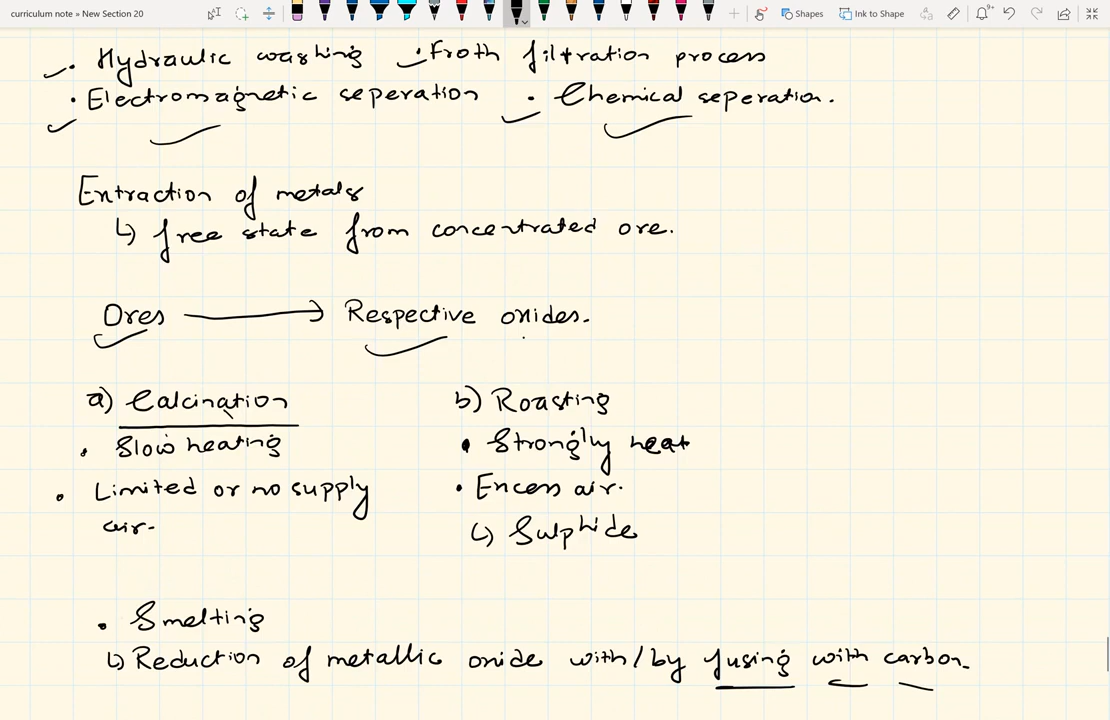 curriculum note » New Section 20
Shapes
Ink to Shape
9+
· Hydraulic washing · Froth filtration process
· Electromagnetic seperation · Chemical seperation.
Extraction of metals
↳ free state from concentrated ore.
Ores → Respective oxides.
a) Calcination b) Roasting
· Slow heating · Strongly heat
· Limited or no supply · Excess air.
air. ↳ Sulphide
· Smelting
↳ Reduction of metallic oxide with/by fusing with carbon.